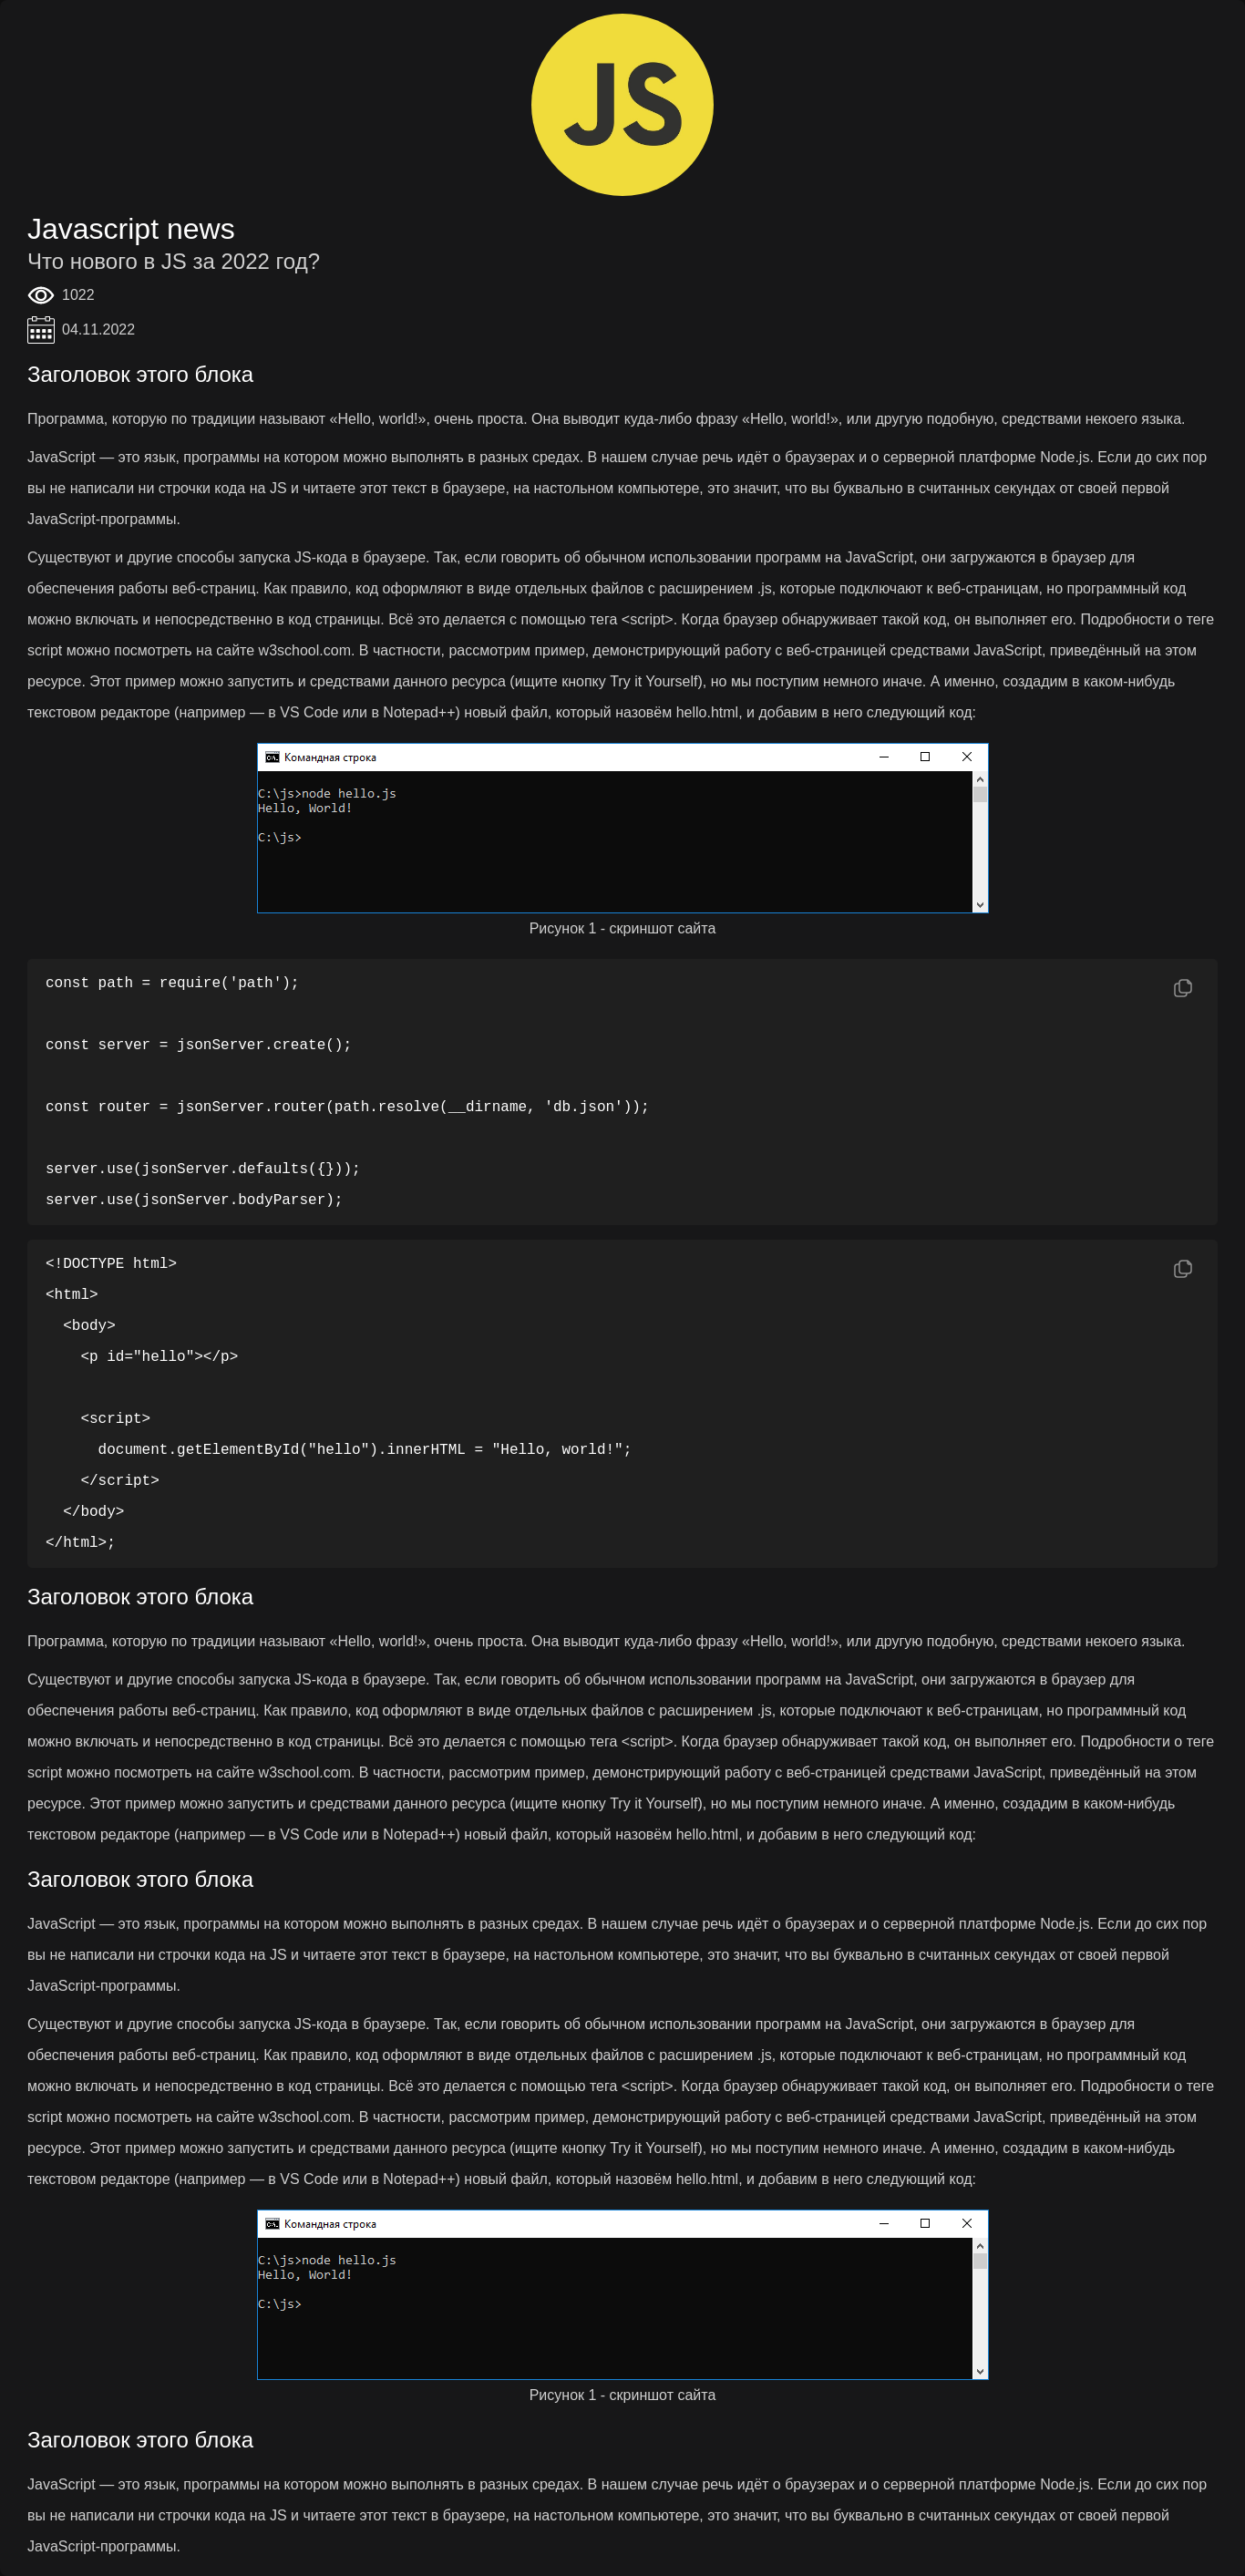 JS
Javascript news
Что нового в JS за 2022 год?
1022
04.11.2022
Заголовок этого блока
Программа, которую по традиции называют «Hello, world!», очень проста. Она выводит куда-либо фразу «Hello, world!», или другую подобную, средствами некоего языка.
JavaScript — это язык, программы на котором можно выполнять в разных средах. В нашем случае речь идёт о браузерах и о серверной платформе Node.js. Если до сих пор
вы не написали ни строчки кода на JS и читаете этот текст в браузере, на настольном компьютере, это значит, что вы буквально в считанных секундах от своей первой
JavaScript-программы.
Существуют и другие способы запуска JS-кода в браузере. Так, если говорить об обычном использовании программ на JavaScript, они загружаются в браузер для
обеспечения работы веб-страниц. Как правило, код оформляют в виде отдельных файлов с расширением .js, которые подключают к веб-страницам, но программный код
можно включать и непосредственно в код страницы. Всё это делается с помощью тега <script>. Когда браузер обнаруживает такой код, он выполняет его. Подробности о теге
script можно посмотреть на сайте w3school.com. В частности, рассмотрим пример, демонстрирующий работу с веб-страницей средствами JavaScript, приведённый на этом
ресурсе. Этот пример можно запустить и средствами данного ресурса (ищите кнопку Try it Yourself), но мы поступим немного иначе. А именно, создадим в каком-нибудь
текстовом редакторе (например — в VS Code или в Notepad++) новый файл, который назовём hello.html, и добавим в него следующий код:
Командная строка
C:\js>node hello.js
Hello, World!
C:\js>
Рисунок 1 - скриншот сайта
const path = require('path');
const server = jsonServer.create();
const router = jsonServer.router(path.resolve(__dirname, 'db.json'));
server.use(jsonServer.defaults({}));
server.use(jsonServer.bodyParser);
<!DOCTYPE html>
<html>
  <body>
    <p id="hello"></p>
    <script>
      document.getElementById("hello").innerHTML = "Hello, world!";
    </script>
  </body>
</html>;
Заголовок этого блока
Программа, которую по традиции называют «Hello, world!», очень проста. Она выводит куда-либо фразу «Hello, world!», или другую подобную, средствами некоего языка.
Существуют и другие способы запуска JS-кода в браузере. Так, если говорить об обычном использовании программ на JavaScript, они загружаются в браузер для
обеспечения работы веб-страниц. Как правило, код оформляют в виде отдельных файлов с расширением .js, которые подключают к веб-страницам, но программный код
можно включать и непосредственно в код страницы. Всё это делается с помощью тега <script>. Когда браузер обнаруживает такой код, он выполняет его. Подробности о теге
script можно посмотреть на сайте w3school.com. В частности, рассмотрим пример, демонстрирующий работу с веб-страницей средствами JavaScript, приведённый на этом
ресурсе. Этот пример можно запустить и средствами данного ресурса (ищите кнопку Try it Yourself), но мы поступим немного иначе. А именно, создадим в каком-нибудь
текстовом редакторе (например — в VS Code или в Notepad++) новый файл, который назовём hello.html, и добавим в него следующий код:
Заголовок этого блока
JavaScript — это язык, программы на котором можно выполнять в разных средах. В нашем случае речь идёт о браузерах и о серверной платформе Node.js. Если до сих пор
вы не написали ни строчки кода на JS и читаете этот текст в браузере, на настольном компьютере, это значит, что вы буквально в считанных секундах от своей первой
JavaScript-программы.
Существуют и другие способы запуска JS-кода в браузере. Так, если говорить об обычном использовании программ на JavaScript, они загружаются в браузер для
обеспечения работы веб-страниц. Как правило, код оформляют в виде отдельных файлов с расширением .js, которые подключают к веб-страницам, но программный код
можно включать и непосредственно в код страницы. Всё это делается с помощью тега <script>. Когда браузер обнаруживает такой код, он выполняет его. Подробности о теге
script можно посмотреть на сайте w3school.com. В частности, рассмотрим пример, демонстрирующий работу с веб-страницей средствами JavaScript, приведённый на этом
ресурсе. Этот пример можно запустить и средствами данного ресурса (ищите кнопку Try it Yourself), но мы поступим немного иначе. А именно, создадим в каком-нибудь
текстовом редакторе (например — в VS Code или в Notepad++) новый файл, который назовём hello.html, и добавим в него следующий код:
Командная строка
C:\js>node hello.js
Hello, World!
C:\js>
Рисунок 1 - скриншот сайта
Заголовок этого блока
JavaScript — это язык, программы на котором можно выполнять в разных средах. В нашем случае речь идёт о браузерах и о серверной платформе Node.js. Если до сих пор
вы не написали ни строчки кода на JS и читаете этот текст в браузере, на настольном компьютере, это значит, что вы буквально в считанных секундах от своей первой
JavaScript-программы.